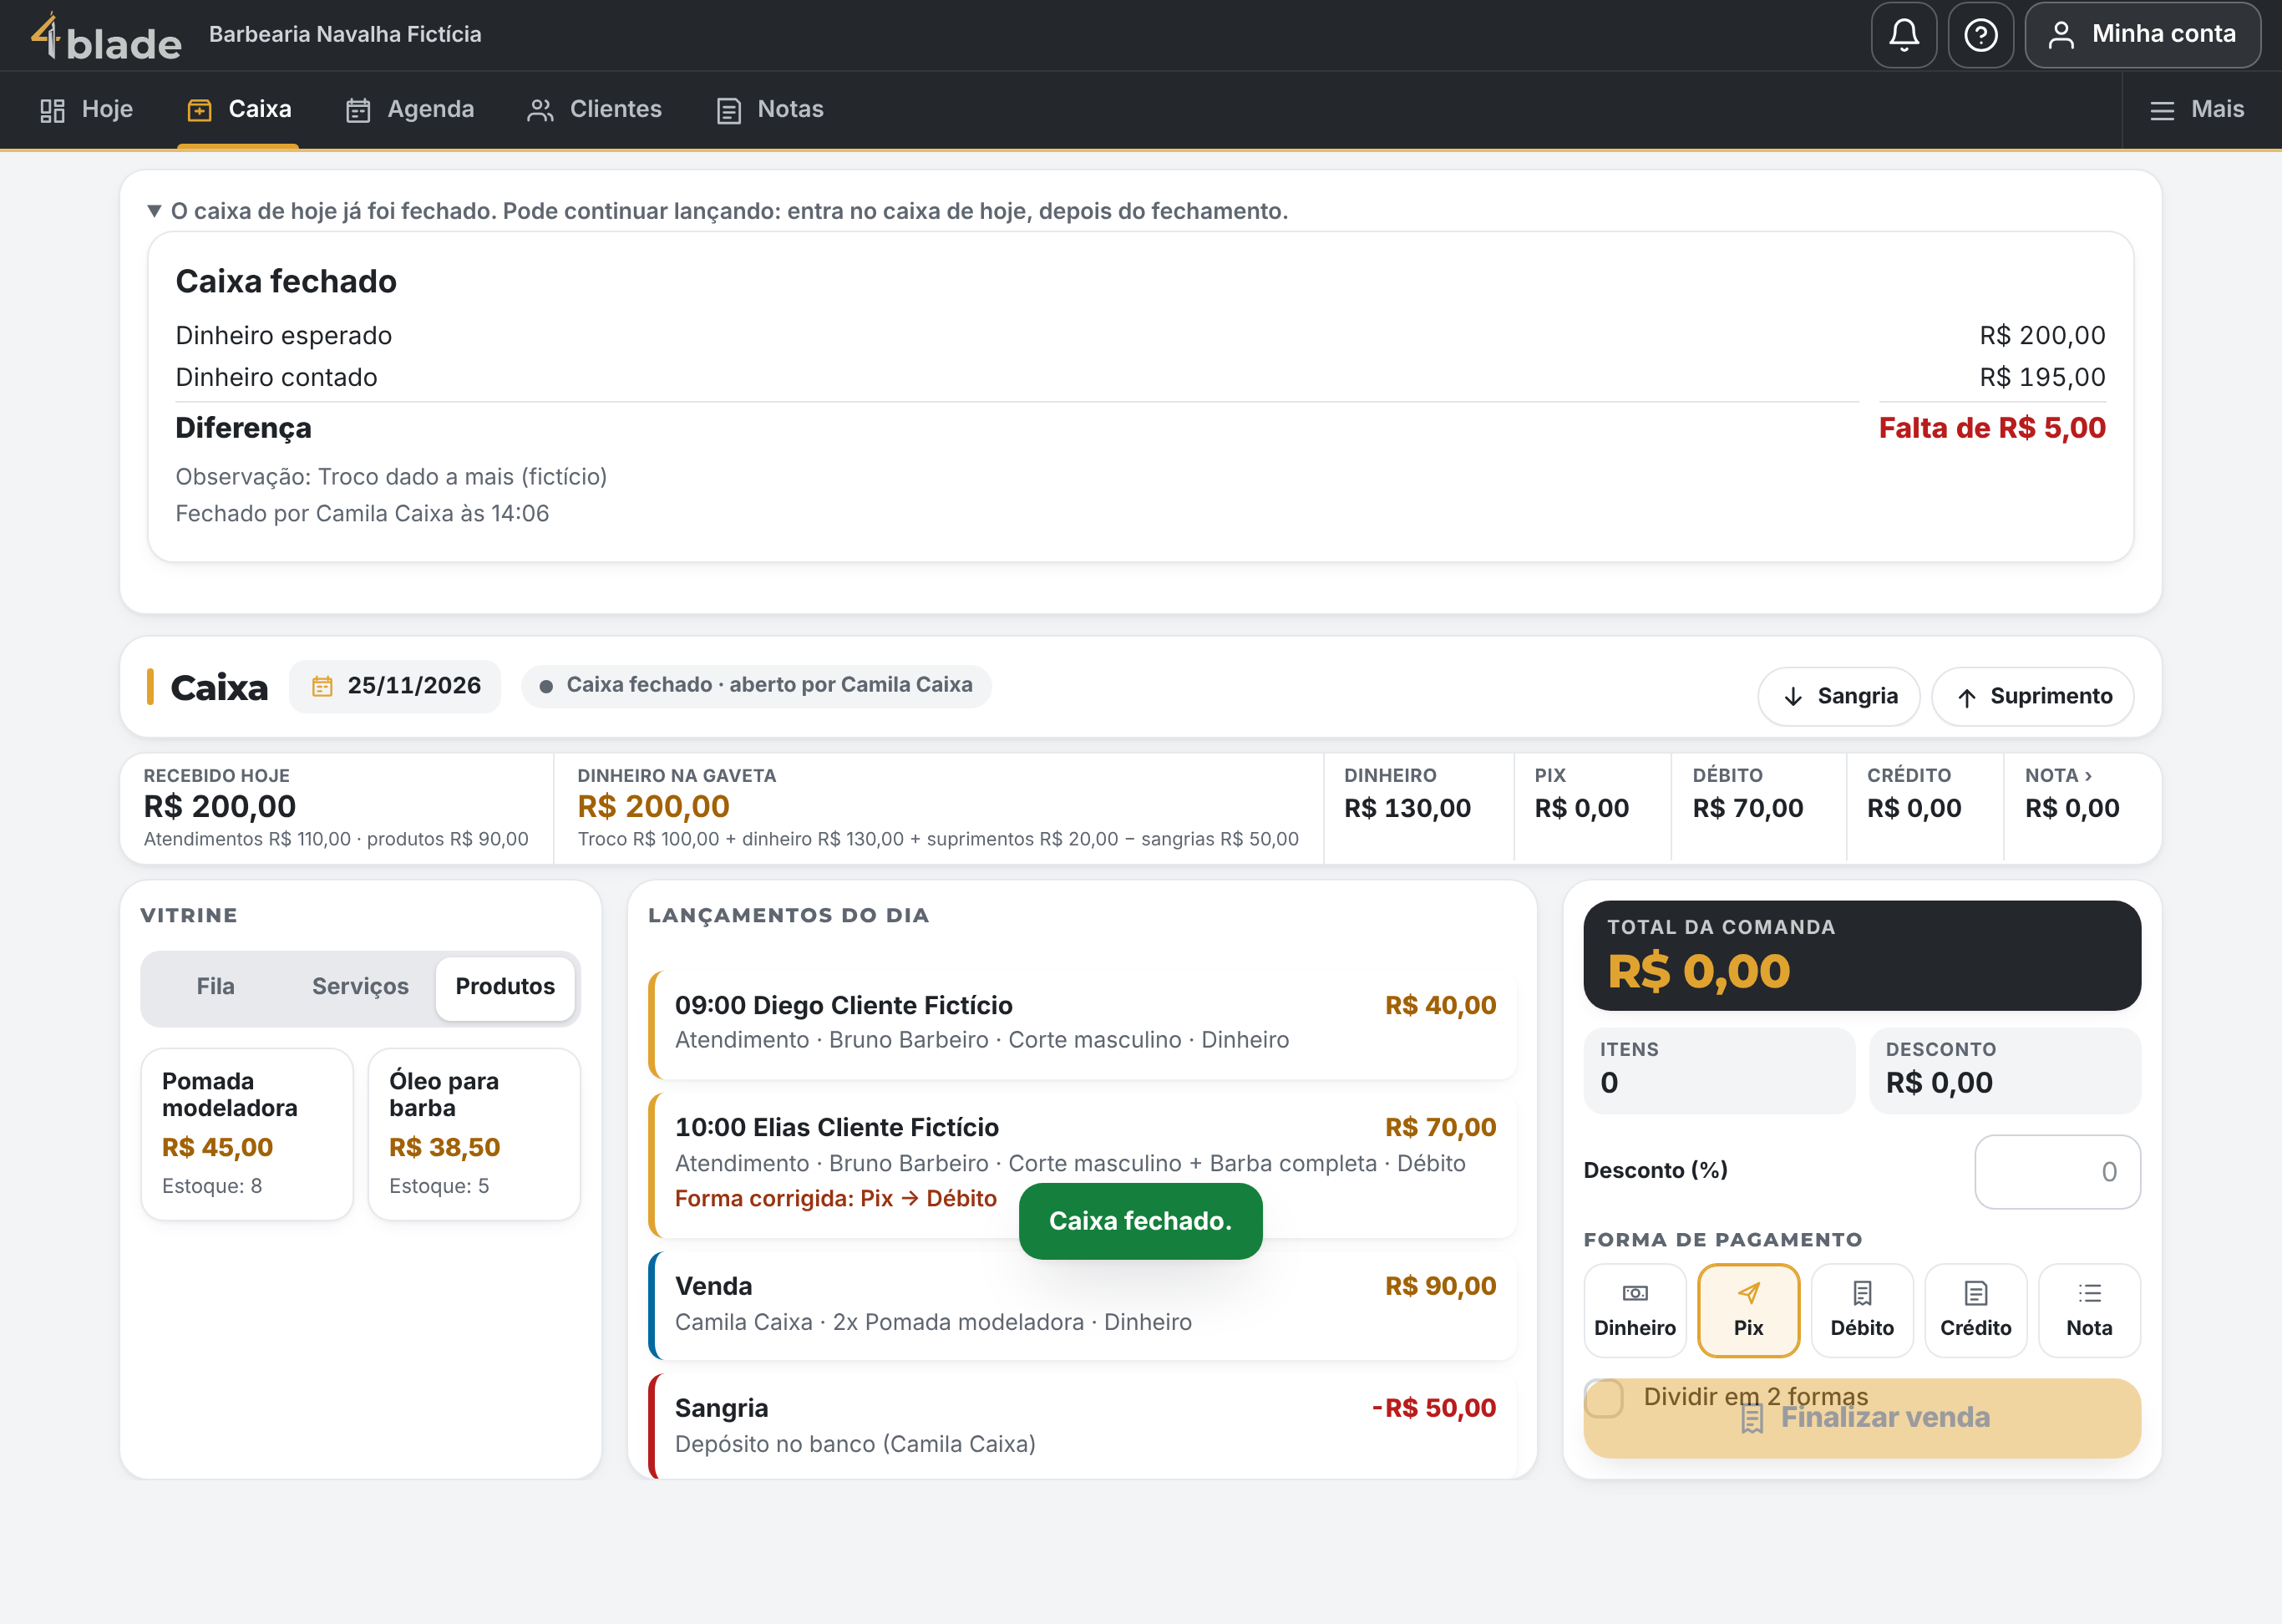 4blade
Barbearia Navalha Fictícia
Minha conta
Hoje
Caixa
Agenda
Clientes
Notas
Mais
▼ O caixa de hoje já foi fechado. Pode continuar lançando: entra no caixa de hoje, depois do fechamento.
Caixa fechado
Dinheiro esperado R$ 200,00
Dinheiro contado R$ 195,00
Diferença Falta de R$ 5,00
Observação: Troco dado a mais (fictício)
Fechado por Camila Caixa às 14:06
Caixa
25/11/2026
Caixa fechado · aberto por Camila Caixa
Sangria
Suprimento
RECEBIDO HOJE
R$ 200,00
Atendimentos R$ 110,00 · produtos R$ 90,00
DINHEIRO NA GAVETA
R$ 200,00
Troco R$ 100,00 + dinheiro R$ 130,00 + suprimentos R$ 20,00 − sangrias R$ 50,00
DINHEIRO
R$ 130,00
PIX
R$ 0,00
DÉBITO
R$ 70,00
CRÉDITO
R$ 0,00
NOTA ›
R$ 0,00
VITRINE
Fila
Serviços
Produtos
Pomada
modeladora
R$ 45,00
Estoque: 8
Óleo para
barba
R$ 38,50
Estoque: 5
LANÇAMENTOS DO DIA
09:00 Diego Cliente Fictício R$ 40,00
Atendimento · Bruno Barbeiro · Corte masculino · Dinheiro
10:00 Elias Cliente Fictício R$ 70,00
Atendimento · Bruno Barbeiro · Corte masculino + Barba completa · Débito
Forma corrigida: Pix → Débito
Caixa fechado.
Venda R$ 90,00
Camila Caixa · 2x Pomada modeladora · Dinheiro
Sangria -R$ 50,00
Depósito no banco (Camila Caixa)
TOTAL DA COMANDA
R$ 0,00
ITENS
0
DESCONTO
R$ 0,00
Desconto (%) 0
FORMA DE PAGAMENTO
Dinheiro
Pix
Débito
Crédito
Nota
Dividir em 2 formas
Finalizar venda